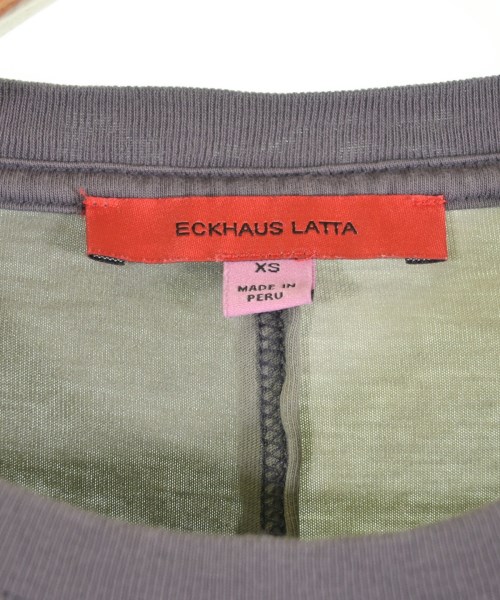 ECKHAUS LATTA
XS
MADE IN
PERU